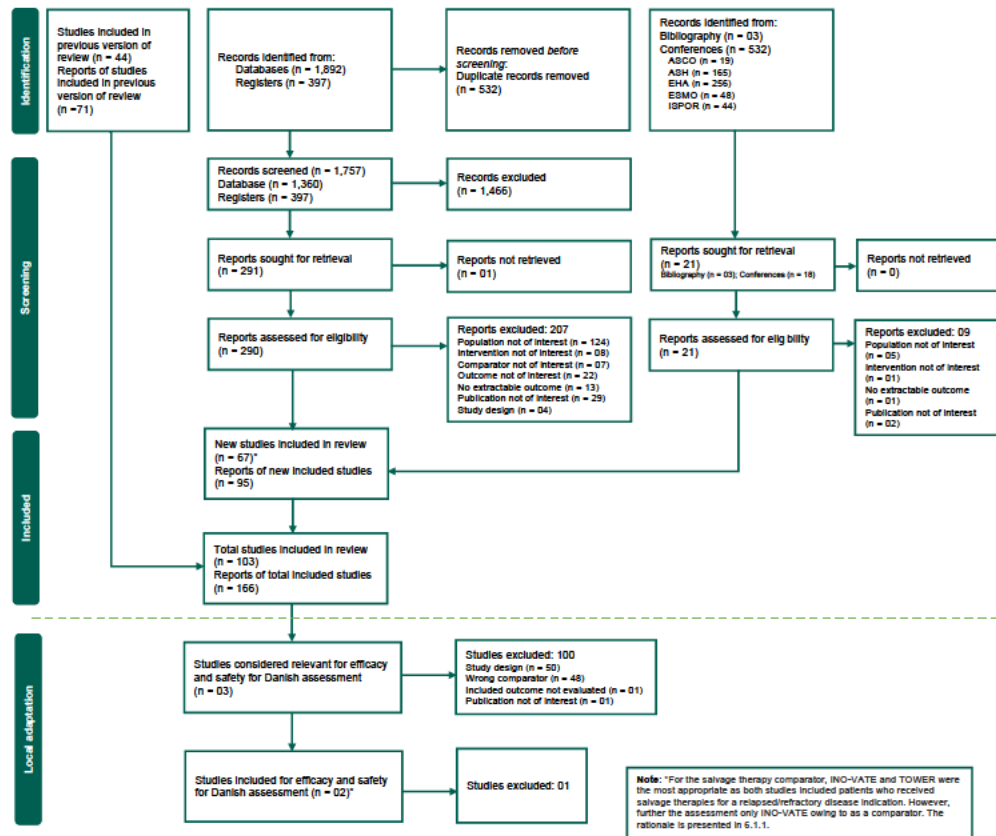 Identification
Studies included in
previous version of
review (n = 44)
Reports of studies
included in previous
version of review
(n =71)
Records identified from:
Databases (n = 1,892)
Registers (n = 397)
Records removed before
screening:
Duplicate records removed
(n = 532)
Records identified from:
Bibliography (n = 03)
Conferences (n = 532)
ASCO (n = 19)
ASH (n = 165)
EHA (n = 256)
ESMO (n = 48)
ISPOR (n = 44)
Screening
Records screened (n = 1,757)
Database (n = 1,360)
Registers (n = 397)
Records excluded
(n = 1,466)
Reports sought for retrieval
(n = 291)
Reports not retrieved
(n = 01)
Reports sought for retrieval
(n = 21)
Bibliography (n = 03); Conferences (n = 18)
Reports not retrieved
(n = 0)
Reports assessed for eligibility
(n = 290)
Reports excluded: 207
Population not of interest (n = 124)
Intervention not of interest (n = 08)
Comparator not of interest (n = 07)
Outcome not of interest (n = 22)
No extractable outcome (n = 13)
Publication not of interest (n = 29)
Study design (n = 04)
Reports assessed for eligibility
(n = 21)
Reports excluded: 09
Population not of interest
(n = 05)
Intervention not of interest
(n = 01)
No extractable outcome
(n = 01)
Publication not of interest
(n = 02)
Included
New studies included in review
(n = 67)*
Reports of new included studies
(n = 95)
Total studies included in review
(n = 103)
Reports of total included studies
(n = 166)
Local adaptation
Studies considered relevant for efficacy
and safety for Danish assessment
(n = 03)
Studies excluded: 100
Study design (n = 50)
Wrong comparator (n = 48)
Included outcome not evaluated (n = 01)
Publication not of interest (n = 01)
Studies included for efficacy and safety
for Danish assessment (n = 02)*
Studies excluded: 01
Note: *For the salvage therapy comparator, INO-VATE and TOWER were
the most appropriate as both studies included patients who received
salvage therapies for a relapsed/refractory disease indication. However,
further the assessment only INO-VATE owing to as a comparator. The
rationale is presented in 6.1.1.